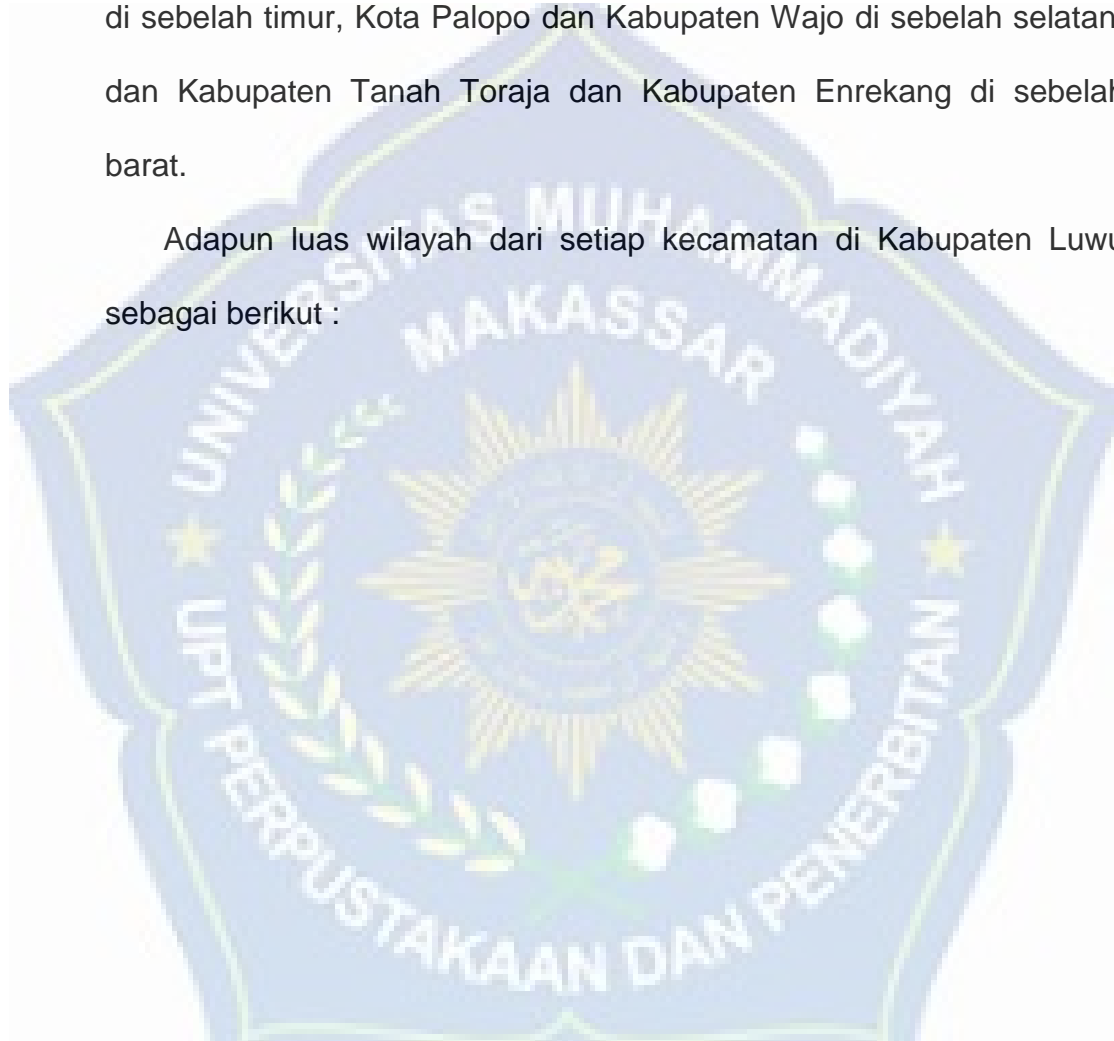 di sebelah timur, Kota Palopo dan Kabupaten Wajo di sebelah selatan
dan Kabupaten Tanah Toraja dan Kabupaten Enrekang di sebelah
barat.
Adapun luas wilayah dari setiap kecamatan di Kabupaten Luwu
sebagai berikut :
UNIVERSITAS MUHAMMADIYAH
MAKASSAR
UPT PERPUSTAKAAN DAN PENERBITAN